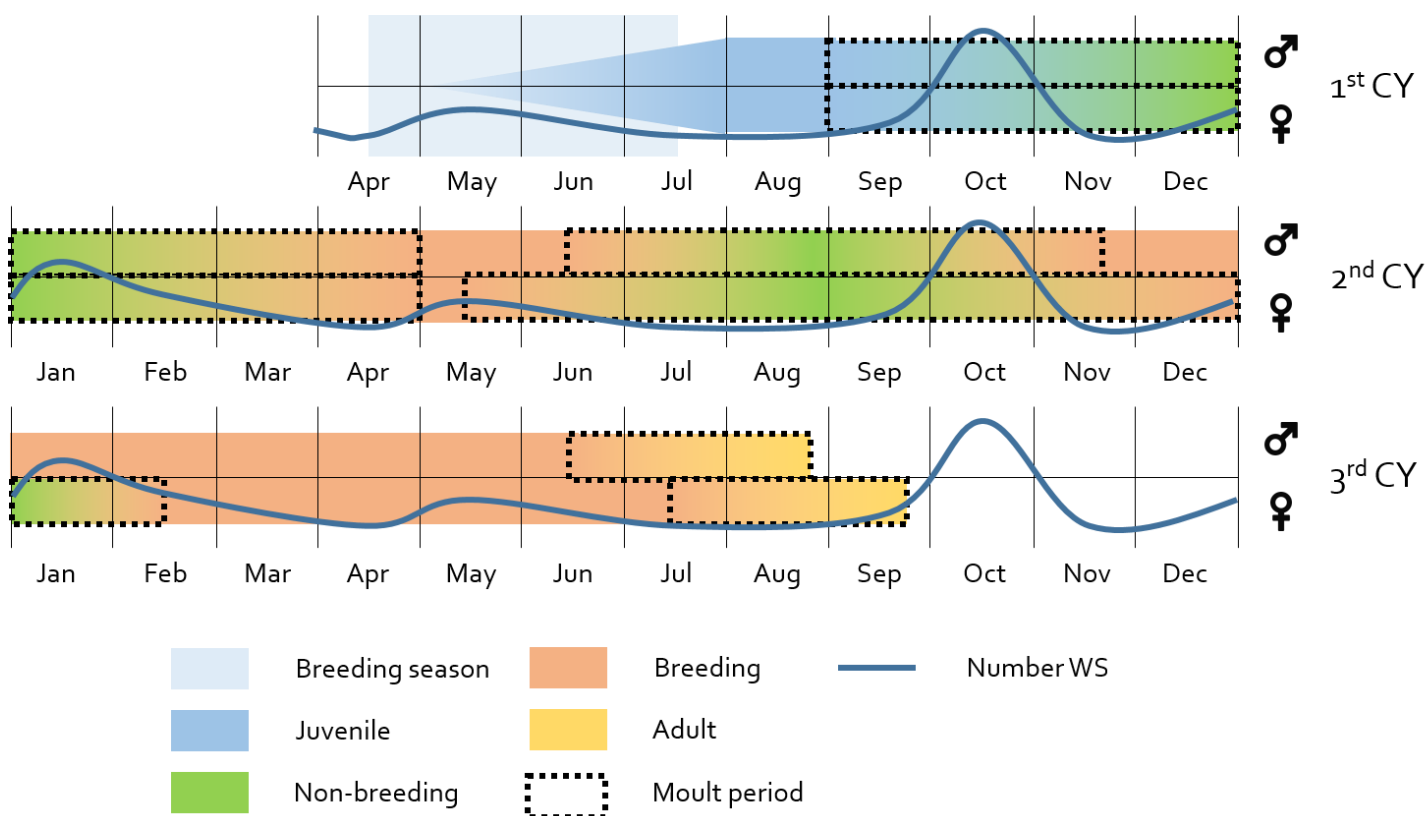 ♂
1st CY
♀
Apr May Jun Jul Aug Sep Oct Nov Dec
♂
2nd CY
♀
Jan Feb Mar Apr May Jun Jul Aug Sep Oct Nov Dec
♂
3rd CY
♀
Jan Feb Mar Apr May Jun Jul Aug Sep Oct Nov Dec
Breeding season Breeding Number WS
Juvenile Adult
Non-breeding Moult period